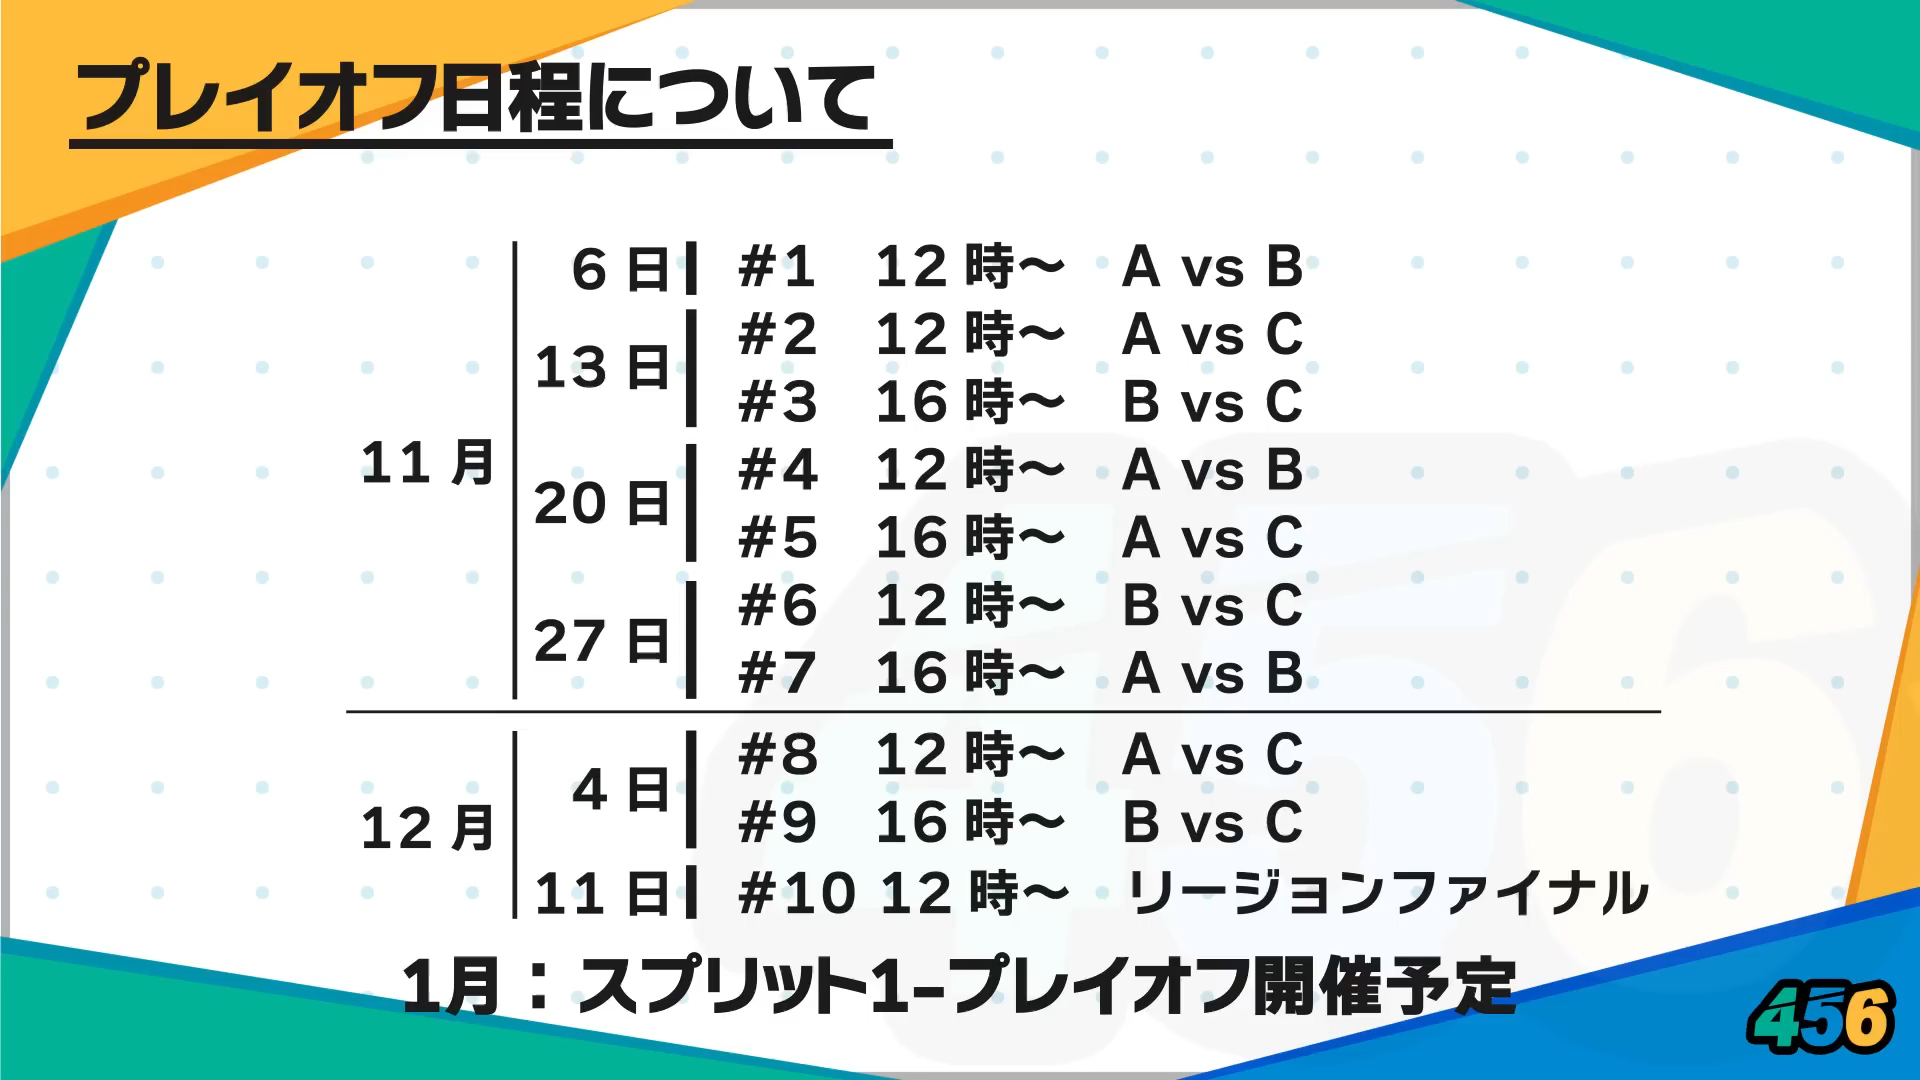 プレイオフ日程について
11月
6日 #1 12時〜 A vs B
13日 #2 12時〜 A vs C
#3 16時〜 B vs C
20日 #4 12時〜 A vs B
#5 16時〜 A vs C
27日 #6 12時〜 B vs C
#7 16時〜 A vs B
12月
4日 #8 12時〜 A vs C
#9 16時〜 B vs C
11日 #10 12時〜 リージョンファイナル
1月：スプリット1-プレイオフ開催予定
456